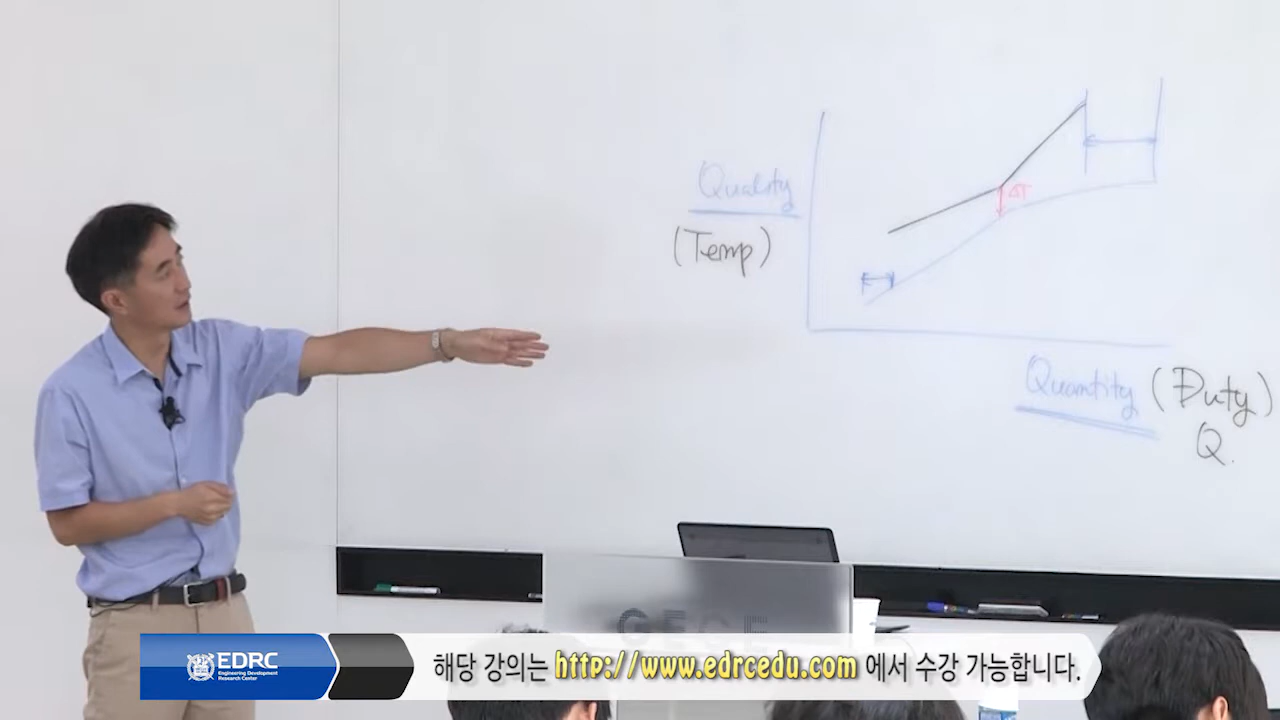 Quality
(Temp)
ΔT
Quantity (Duty)
Q.
EDRC
Engineering Development
Research Center
해당 강의는 http://www.edrcedu.com 에서 수강 가능합니다.